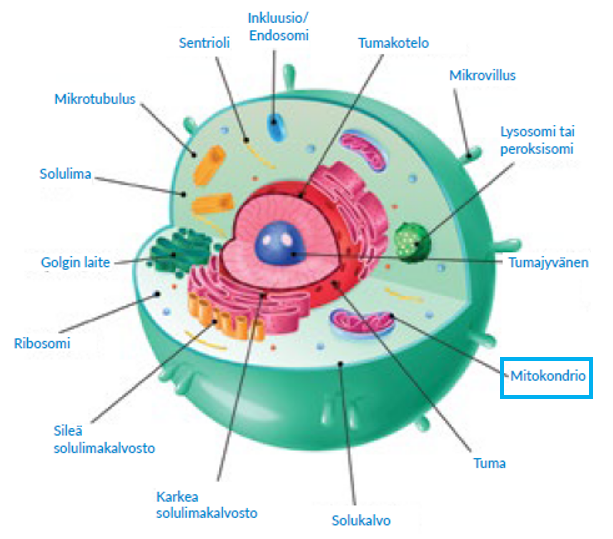 Inkluusio/
Endosomi
Sentrioli
Tumakotelo
Mikrovillus
Mikrotubulus
Lysosomi tai
peroksisomi
Solulima
Golgin laite
Tumajyvänen
Ribosomi
Mitokondrio
Sileä
solulimakalvosto
Tuma
Karkea
solulimakalvosto
Solukalvo